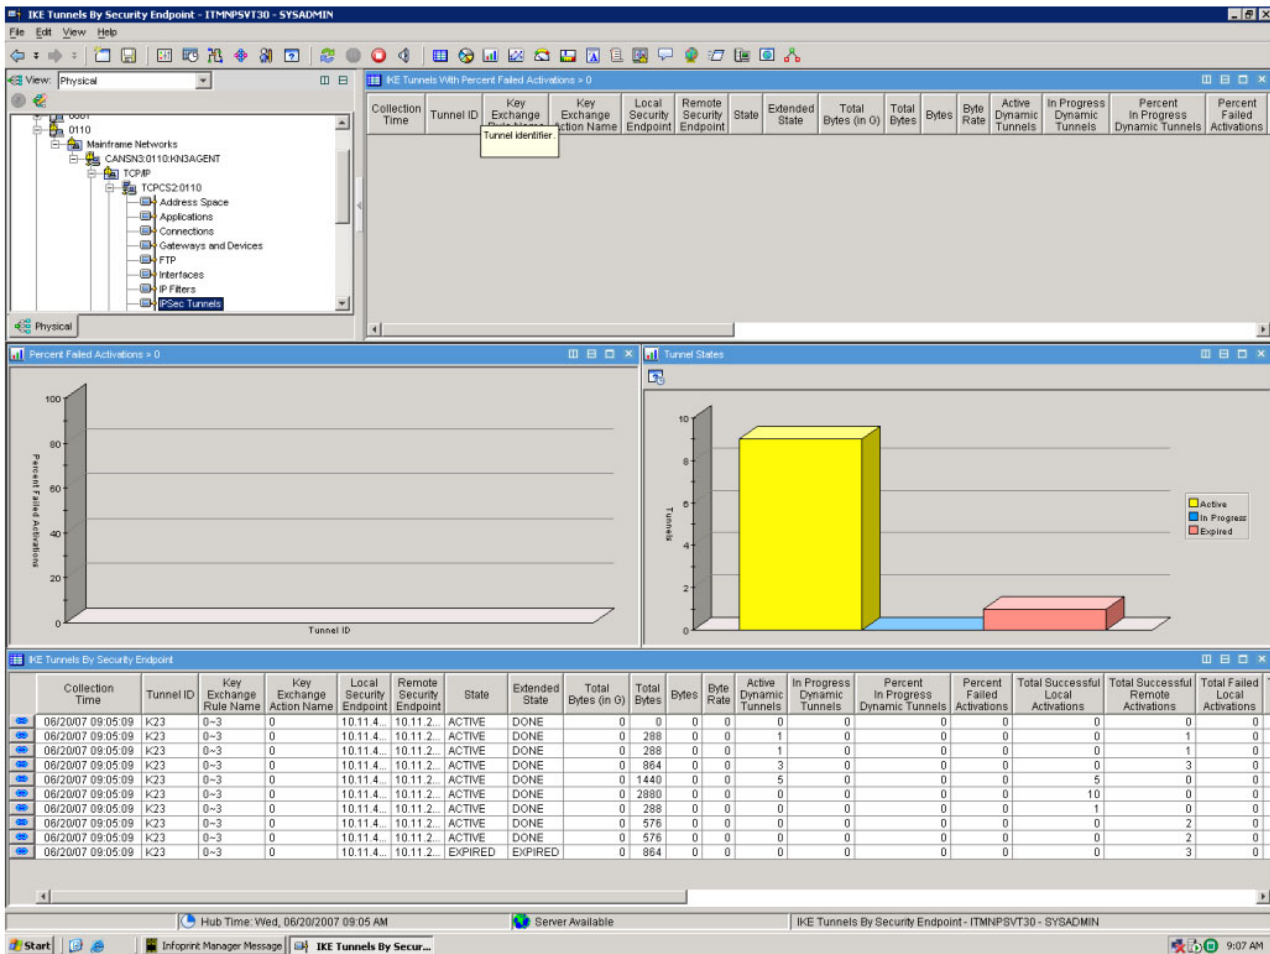 IKE Tunnels By Security Endpoint - ITMNPSVT30 - SYSADMIN
File Edit View Help
View: Physical
0110
Mainframe Networks
CANSN3:0110:KN3AGENT
TCP/IP
TCPCS2:0110
Address Space
Applications
Connections
Gateways and Devices
FTP
Interfaces
IP Filters
IPSec Tunnels
Physical
IKE Tunnels With Percent Failed Activations > 0
Collection Time Tunnel ID Key Exchange Key Exchange Action Name Local Security Endpoint Remote Security Endpoint State Extended State Total Bytes (in G) Total Bytes Bytes Byte Rate Active Dynamic Tunnels In Progress Dynamic Tunnels Percent In Progress Dynamic Tunnels Percent Failed Activations
Tunnel identifier.
Percent Failed Activations > 0
100
80
60
40
20
0
Percent Failed Activations
Tunnel ID
Tunnel States
10
8
6
4
2
0
Tunnels
Active
In Progress
Expired
IKE Tunnels By Security Endpoint
Collection Time Tunnel ID Key Exchange Rule Name Key Exchange Action Name Local Security Endpoint Remote Security Endpoint State Extended State Total Bytes (in G) Total Bytes Bytes Byte Rate Active Dynamic Tunnels In Progress Dynamic Tunnels Percent In Progress Dynamic Tunnels Percent Failed Activations Total Successful Local Activations Total Successful Remote Activations Total Failed Local Activations
06/20/07 09:05:09 K23 0~3 0 10.11.4... 10.11.2... ACTIVE DONE 0 0 0 0 0 0 0 0 0 0 0
06/20/07 09:05:09 K23 0~3 0 10.11.4... 10.11.2... ACTIVE DONE 0 288 0 0 1 0 0 0 0 1 0
06/20/07 09:05:09 K23 0~3 0 10.11.4... 10.11.2... ACTIVE DONE 0 288 0 0 1 0 0 0 0 1 0
06/20/07 09:05:09 K23 0~3 0 10.11.4... 10.11.2... ACTIVE DONE 0 864 0 0 3 0 0 0 0 3 0
06/20/07 09:05:09 K23 0~3 0 10.11.4... 10.11.2... ACTIVE DONE 0 1440 0 0 5 0 0 0 5 0 0
06/20/07 09:05:09 K23 0~3 0 10.11.4... 10.11.2... ACTIVE DONE 0 2880 0 0 0 0 0 0 10 0 0
06/20/07 09:05:09 K23 0~3 0 10.11.4... 10.11.2... ACTIVE DONE 0 288 0 0 0 0 0 0 1 0 0
06/20/07 09:05:09 K23 0~3 0 10.11.4... 10.11.2... ACTIVE DONE 0 576 0 0 0 0 0 0 0 2 0
06/20/07 09:05:09 K23 0~3 0 10.11.4... 10.11.2... ACTIVE DONE 0 576 0 0 0 0 0 0 0 2 0
06/20/07 09:05:09 K23 0~3 0 10.11.4... 10.11.2... EXPIRED EXPIRED 0 864 0 0 0 0 0 0 0 3 0
Hub Time: Wed, 06/20/2007 09:05 AM
Server Available
IKE Tunnels By Security Endpoint - ITMNPSVT30 - SYSADMIN
Start
Infoprint Manager Message
IKE Tunnels By Secur...
9:07 AM